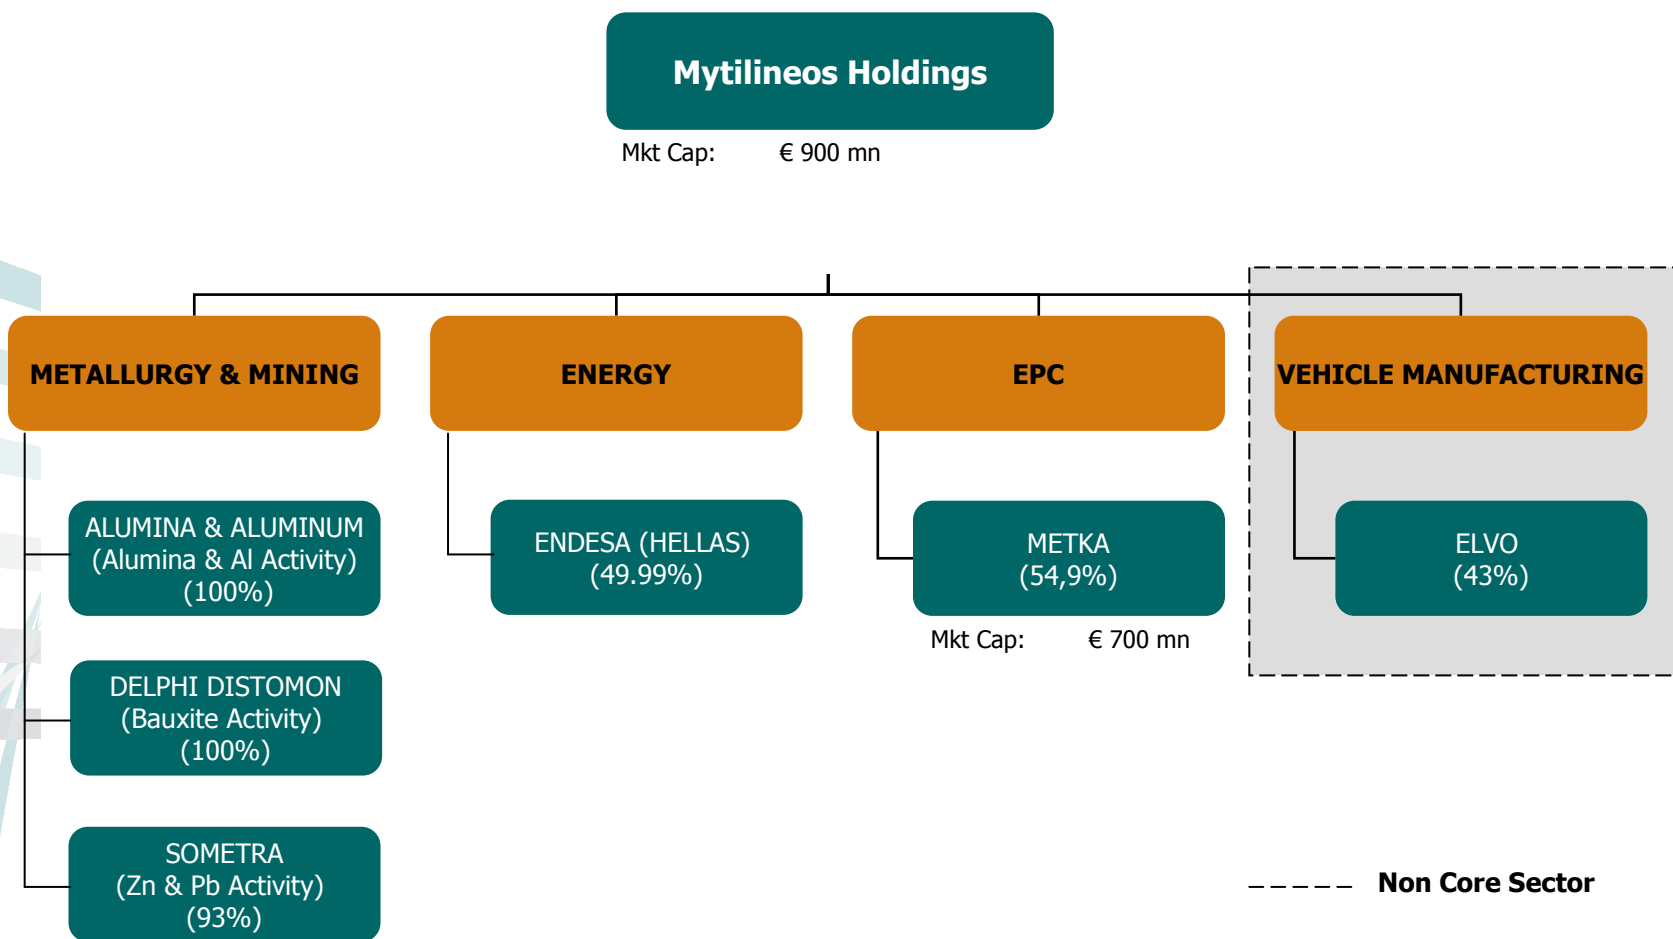 Mytilineos Holdings
Mkt Cap: € 900 mn
METALLURGY & MINING
ENERGY
EPC
VEHICLE MANUFACTURING
ALUMINA & ALUMINUM
(Alumina & Al Activity)
(100%)
ENDESA (HELLAS)
(49.99%)
METKA
(54,9%)
Mkt Cap: € 700 mn
ELVO
(43%)
DELPHI DISTOMON
(Bauxite Activity)
(100%)
SOMETRA
(Zn & Pb Activity)
(93%)
Non Core Sector